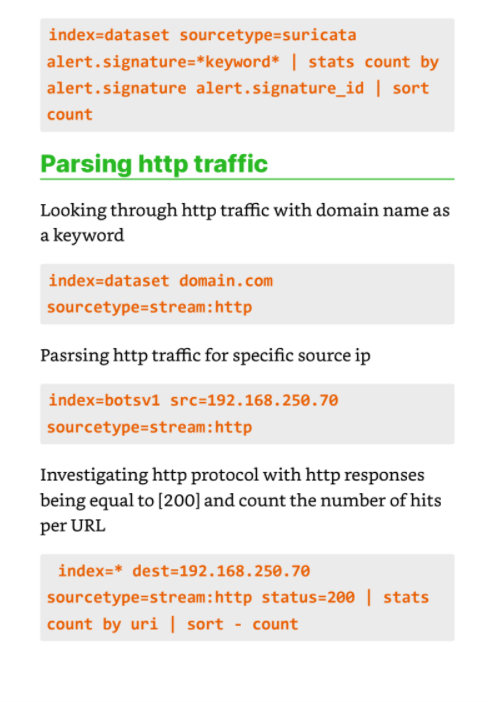 index=dataset sourcetype=suricata
alert.signature=*keyword* | stats count by
alert.signature alert.signature_id | sort
count
Parsing http traffic
Looking through http traffic with domain name as
a keyword
index=dataset domain.com
sourcetype=stream:http
Pasrsing http traffic for specific source ip
index=botsv1 src=192.168.250.70
sourcetype=stream:http
Investigating http protocol with http responses
being equal to [200] and count the number of hits
per URL
index=* dest=192.168.250.70
sourcetype=stream:http status=200 | stats
count by uri | sort - count